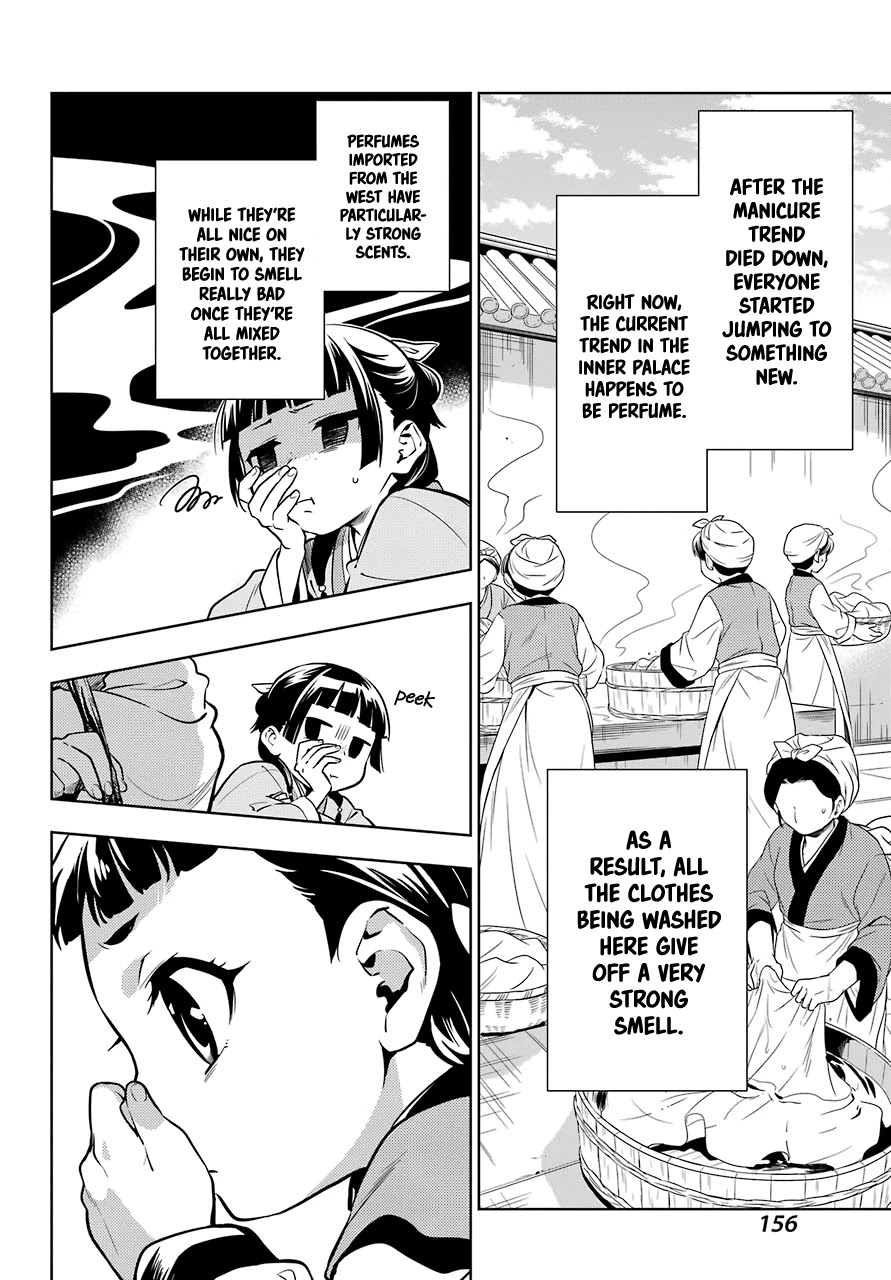 AFTER THE
MANICURE
TREND
DIED DOWN,
EVERYONE
STARTED
JUMPING TO
SOMETHING
NEW.
RIGHT NOW,
THE CURRENT
TREND IN THE
INNER PALACE
HAPPENS TO
BE PERFUME.
AS A
RESULT, ALL
THE CLOTHES
BEING WASHED
HERE GIVE
OFF A VERY
STRONG
SMELL.
PERFUMES
IMPORTED
FROM THE
WEST HAVE
PARTICULAR-
LY STRONG
SCENTS.
WHILE THEY'RE
ALL NICE ON
THEIR OWN, THEY
BEGIN TO SMELL
REALLY BAD
ONCE THEY'RE
ALL MIXED
TOGETHER.
peek
156